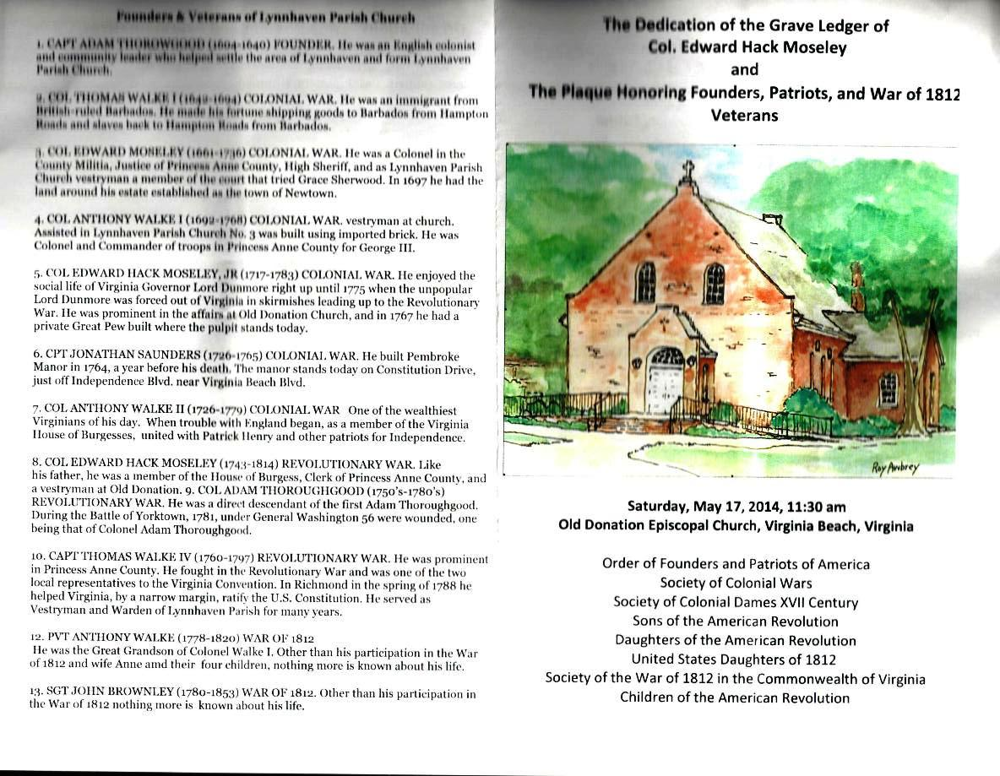 Founders & Veterans of Lynnhaven Parish Church
1. CAPT ADAM THOROWGOOD (1604-1640) FOUNDER. He was an English colonist
and community leader who helped settle the area of Lynnhaven and form Lynnhaven
Parish Church.
2. COL THOMAS WALKE I (1642-1694) COLONIAL WAR. He was an immigrant from
British-ruled Barbados. He made his fortune shipping goods to Barbados from Hampton
Roads and slaves back to Hampton Roads from Barbados.
3. COL EDWARD MOSELEY (1661-1736) COLONIAL WAR. He was a Colonel in the
County Militia, Justice of Princess Anne County, High Sheriff, and as Lynnhaven Parish
Church vestryman a member of the court that tried Grace Sherwood. In 1697 he had the
land around his estate established as the town of Newtown.
4. COL ANTHONY WALKE I (1692-1768) COLONIAL WAR. vestryman at church.
Assisted in Lynnhaven Parish Church No. 3 was built using imported brick. He was
Colonel and Commander of troops in Princess Anne County for George III.
5. COL EDWARD HACK MOSELEY, JR (1717-1783) COLONIAL WAR. He enjoyed the
social life of Virginia Governor Lord Dunmore right up until 1775 when the unpopular
Lord Dunmore was forced out of Virginia in skirmishes leading up to the Revolutionary
War. He was prominent in the affairs at Old Donation Church, and in 1767 he had a
private Great Pew built where the pulpit stands today.
6. CPT JONATHAN SAUNDERS (1726-1765) COLONIAL WAR. He built Pembroke
Manor in 1764, a year before his death. The manor stands today on Constitution Drive,
just off Independence Blvd. near Virginia Beach Blvd.
7. COL ANTHONY WALKE II (1726-1779) COLONIAL WAR One of the wealthiest
Virginians of his day. When trouble with England began, as a member of the Virginia
House of Burgesses, united with Patrick Henry and other patriots for Independence.
8. COL EDWARD HACK MOSELEY (1743-1814) REVOLUTIONARY WAR. Like
his father, he was a member of the House of Burgess, Clerk of Princess Anne County, and
a vestryman at Old Donation. 9. COL ADAM THOROUGHGOOD (1750's-1780's)
REVOLUTIONARY WAR. He was a direct descendant of the first Adam Thoroughgood.
During the Battle of Yorktown, 1781, under General Washington 56 were wounded, one
being that of Colonel Adam Thoroughgood.
10. CAPT THOMAS WALKE IV (1760-1797) REVOLUTIONARY WAR. He was prominent
in Princess Anne County. He fought in the Revolutionary War and was one of the two
local representatives to the Virginia Convention. In Richmond in the spring of 1788 he
helped Virginia, by a narrow margin, ratify the U.S. Constitution. He served as
Vestryman and Warden of Lynnhaven Parish for many years.
12. PVT ANTHONY WALKE (1778-1820) WAR OF 1812
He was the Great Grandson of Colonel Walke I. Other than his participation in the War
of 1812 and wife Anne amd their four children, nothing more is known about his life.
13. SGT JOHN BROWNLEY (1780-1853) WAR OF 1812. Other than his participation in
the War of 1812 nothing more is known about his life.
The Dedication of the Grave Ledger of
Col. Edward Hack Moseley
and
The Plaque Honoring Founders, Patriots, and War of 1812
Veterans
Roy Awbrey
Saturday, May 17, 2014, 11:30 am
Old Donation Episcopal Church, Virginia Beach, Virginia
Order of Founders and Patriots of America
Society of Colonial Wars
Society of Colonial Dames XVII Century
Sons of the American Revolution
Daughters of the American Revolution
United States Daughters of 1812
Society of the War of 1812 in the Commonwealth of Virginia
Children of the American Revolution